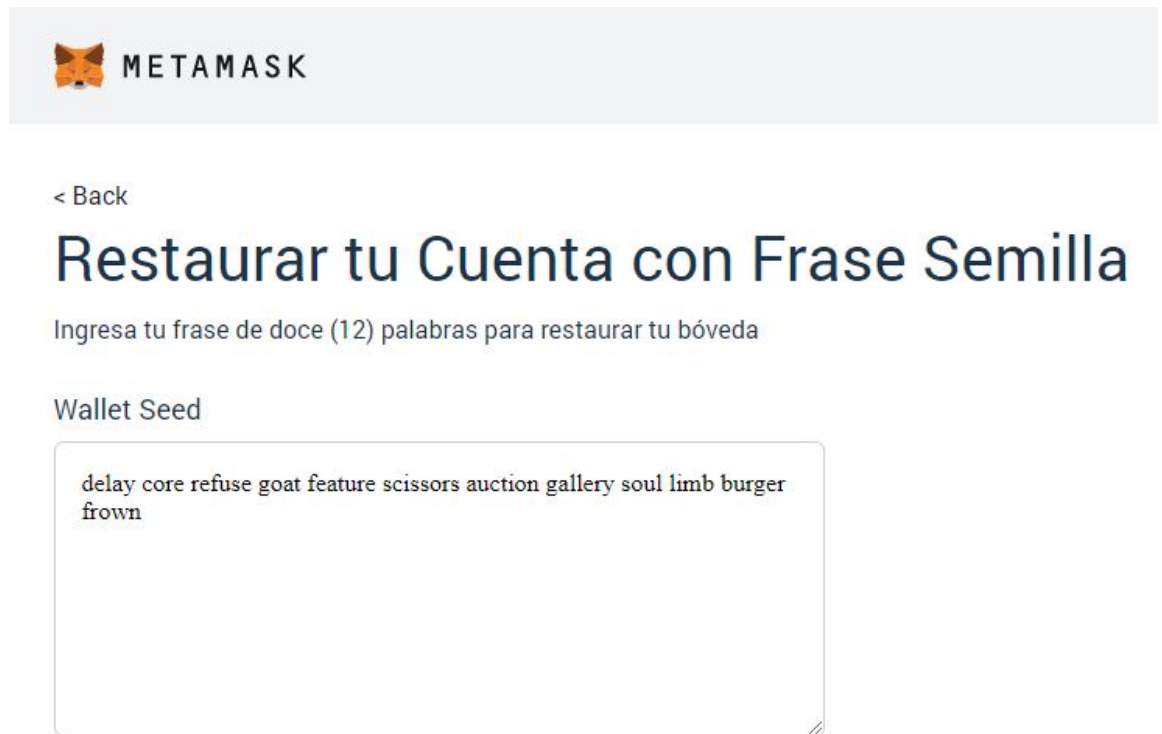 METAMASK
< Back
Restaurar tu Cuenta con Frase Semilla
Ingresa tu frase de doce (12) palabras para restaurar tu bóveda
Wallet Seed
delay core refuse goat feature scissors auction gallery soul limb burger
frown